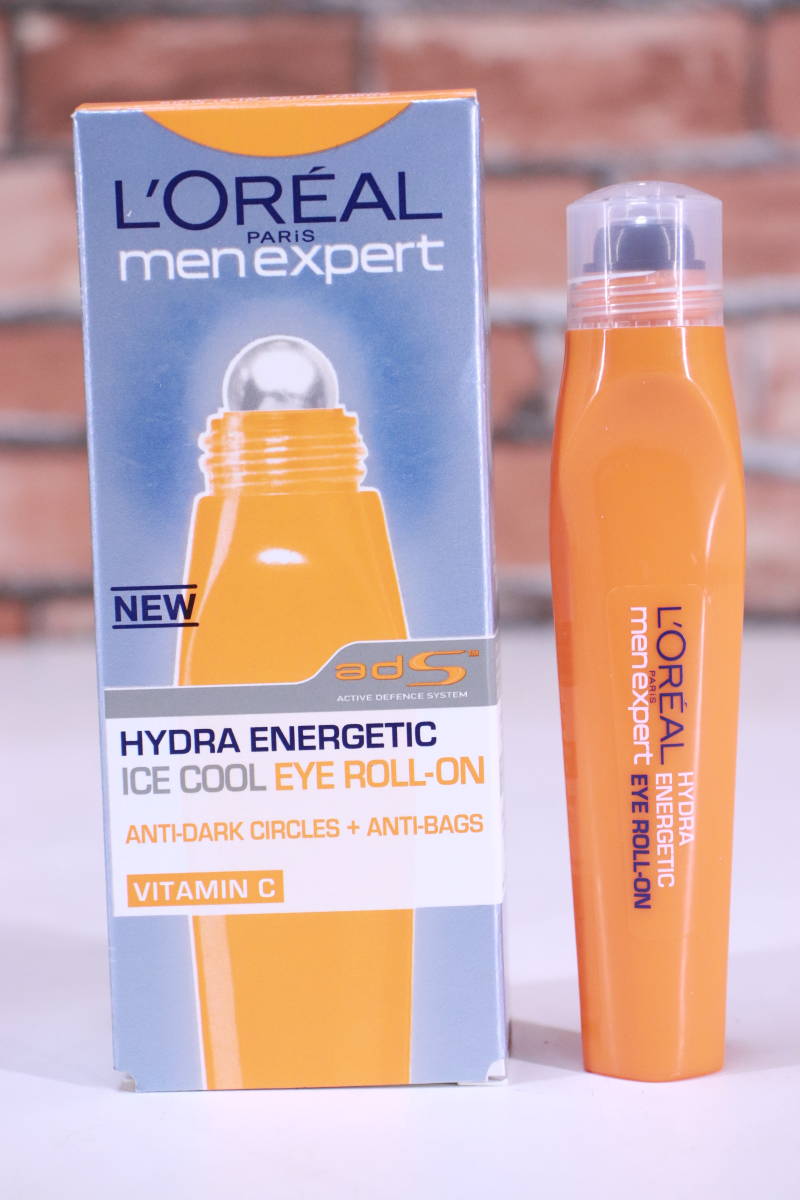 L'ORÉAL
PARIS
men expert
NEW
adS™
ACTIVE DEFENCE SYSTEM
HYDRA ENERGETIC
ICE COOL EYE ROLL-ON
ANTI-DARK CIRCLES + ANTI-BAGS
VITAMIN C
L'ORÉAL
PARIS
men expert
HYDRA
ENERGETIC
EYE ROLL-ON